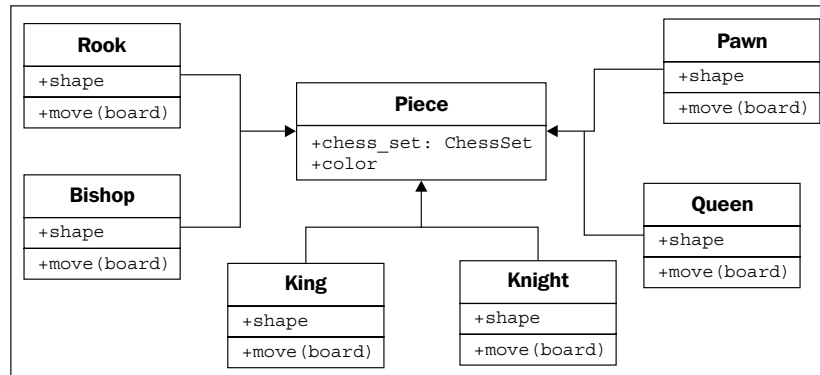 Rook
+shape
+move(board)
Bishop
+shape
+move(board)
Piece
+chess_set: ChessSet
+color
King
+shape
+move(board)
Knight
+shape
+move(board)
Pawn
+shape
+move(board)
Queen
+shape
+move(board)